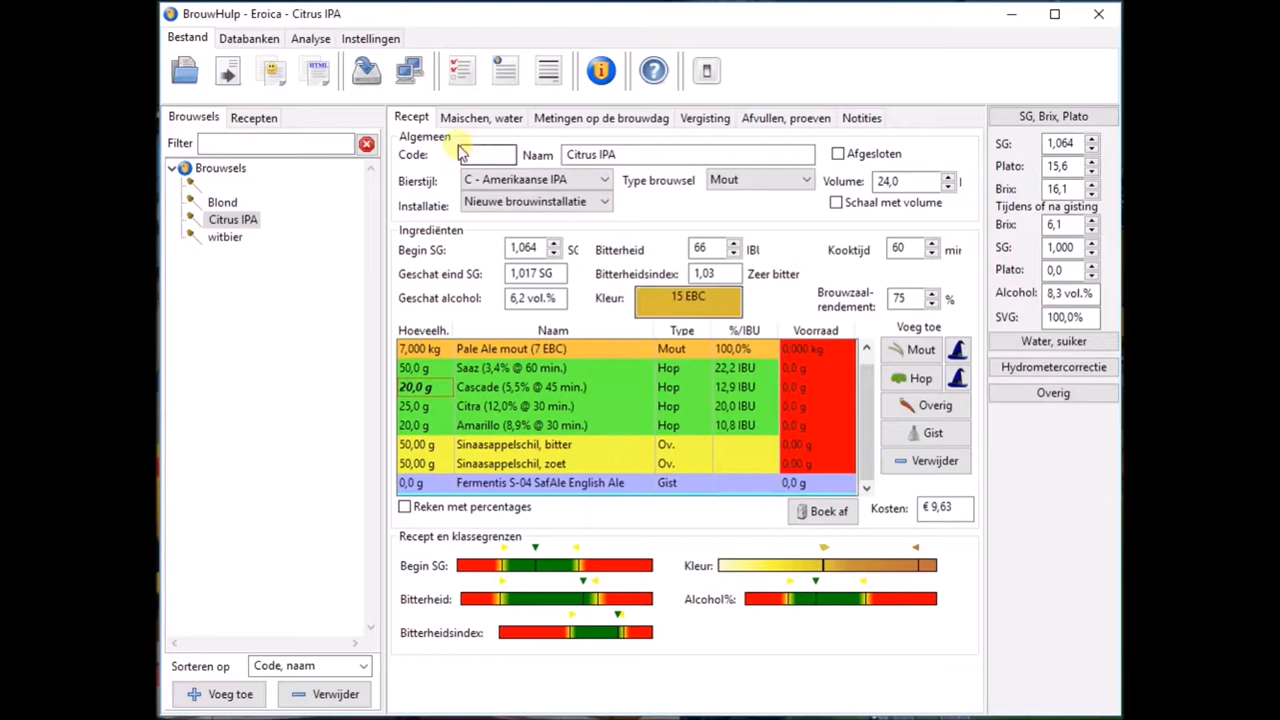 BrouwHulp - Eroica - Citrus IPA
Bestand Databanken Analyse Instellingen
HTML
Brouwsels Recepten
Filter
Brouwsels
Blond
Citrus IPA
witbier
Sorteren op Code, naam
Voeg toe Verwijder
Recept Maischen, water Metingen op de brouwdag Vergisting Afvullen, proeven Notities
Algemeen
Code: Naam Citrus IPA Afgesloten
Bierstijl: C - Amerikaanse IPA Type brouwsel Mout Volume: 24,0 l
Installatie: Nieuwe brouwinstallatie Schaal met volume
Ingrediënten
Begin SG: 1,064 Bitterheid 66 Kooktijd 60
Geschat eind SG: 1,017 SG Bitterheidsindex: 1,03 Zeer bitter
Geschat alcohol: 6,2 vol.% Kleur: 15 EBC Brouwzaal-
rendement: 75 %
Hoeveelh. Naam Type %/IBU Voorraad Voeg toe
7,000 kg Pale Ale mout (7 EBC) Mout 100,0% 0,000 kg Mout
50,0 g Saaz (3,4% @ 60 min.) Hop 22,2 IBU 0,0 g Hop
20,0 g Cascade (5,5% @ 45 min.) Hop 12,9 IBU 0,0 g
25,0 g Citra (12,0% @ 30 min.) Hop 20,0 IBU 0,0 g Overig
20,0 g Amarillo (8,9% @ 30 min.) Hop 10,8 IBU 0,0 g Gist
50,00 g Sinaasappelschil, bitter Ov. 0,00 g
50,00 g Sinaasappelschil, zoet Ov. 0,00 g Verwijder
0,0 g Fermentis S-04 SafAle English Ale Gist 0,0 g
Reken met percentages Boek af Kosten: € 9,63
Recept en klassegrenzen
Begin SG: Kleur:
Bitterheid: Alcohol%:
Bitterheidsindex:
SG, Brix, Plato
SG: 1,064
Plato: 15,6
Brix: 16,1
Tijdens of na gisting
Brix: 6,1
SG: 1,000
Plato: 0,0
Alcohol: 8,3 vol.%
SVG: 100,0%
Water, suiker
Hydrometercorrectie
Overig